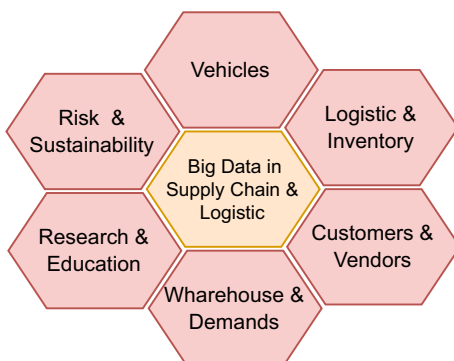 Vehicles
Risk &
Sustainability
Logistic &
Inventory
Big Data in
Supply Chain &
Logistic
Research &
Education
Customers &
Vendors
Wharehouse &
Demands